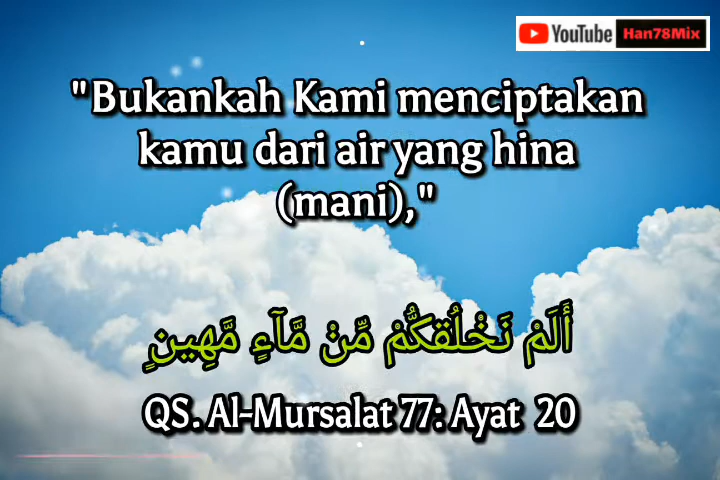 YouTube Han78Mix
"Bukankah Kami menciptakan
kamu dari air yang hina
(mani),"
أَلَمْ نَخْلُقكُّمْ مِّنْ مَّآءٍ مَّهِينٍ
QS. Al-Mursalat 77: Ayat 20